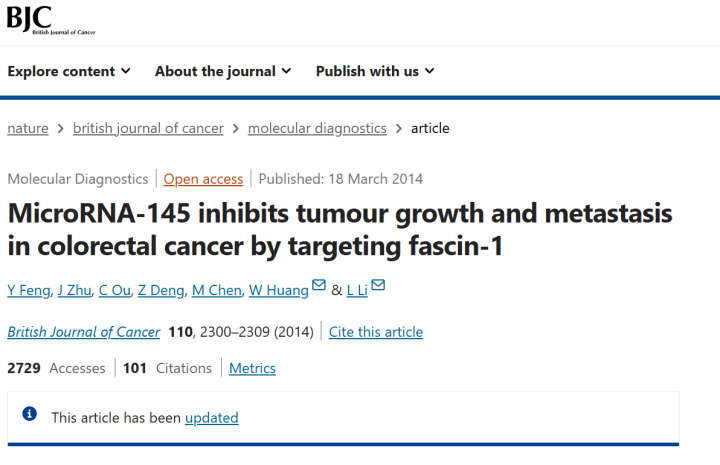 BJC
British Journal of Cancer
Explore content About the journal Publish with us
nature > british journal of cancer > molecular diagnostics > article
Molecular Diagnostics | Open access | Published: 18 March 2014
MicroRNA-145 inhibits tumour growth and metastasis
in colorectal cancer by targeting fascin-1
Y Feng, J Zhu, C Ou, Z Deng, M Chen, W Huang & L Li
British Journal of Cancer 110, 2300–2309 (2014) | Cite this article
2729 Accesses | 101 Citations | Metrics
This article has been updated